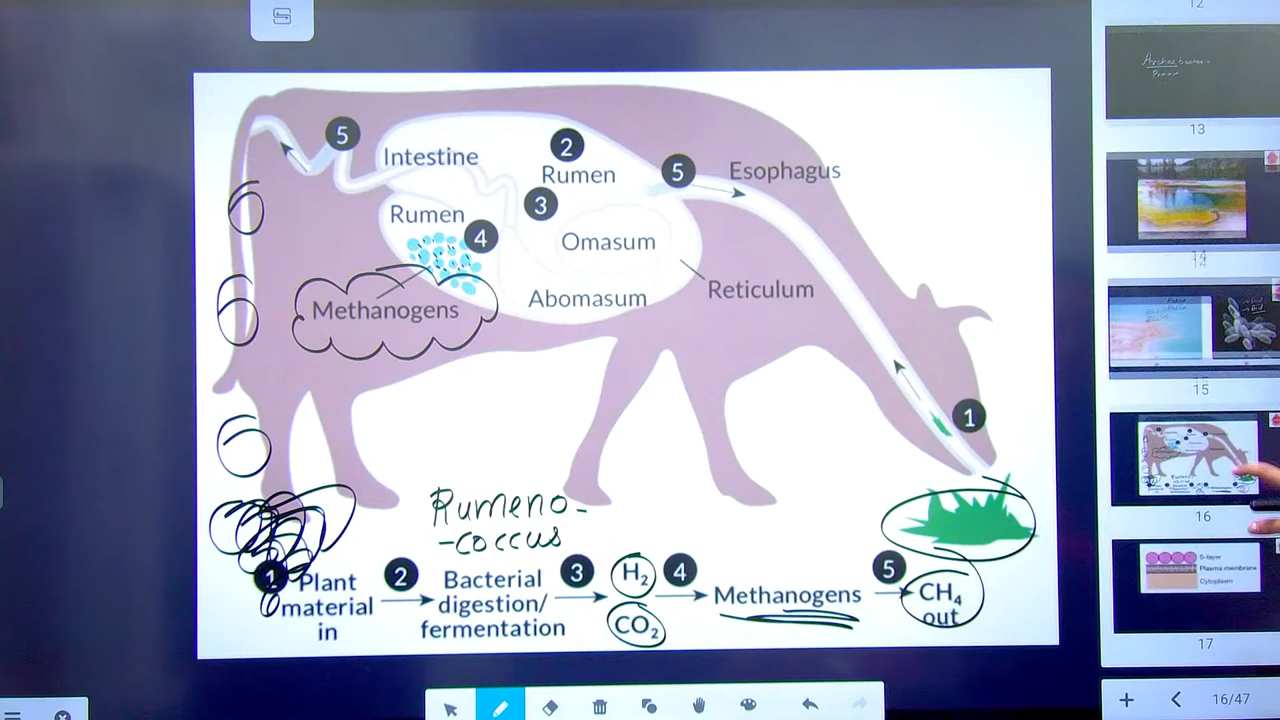 12
Archaebacteria
13
5
Intestine
2
Rumen
5
Esophagus
14
Rumen
3
4
Omasum
Methanogens
Abomasum
Reticulum
15
1
16
Rumeno-
-coccus
1
Plant
material
in
2
Bacterial
digestion/
fermentation
3
H₂
CO₂
4
Methanogens
5
CH₄
out
S-layer
Plasma membrane
Cytoplasm
17
16/47